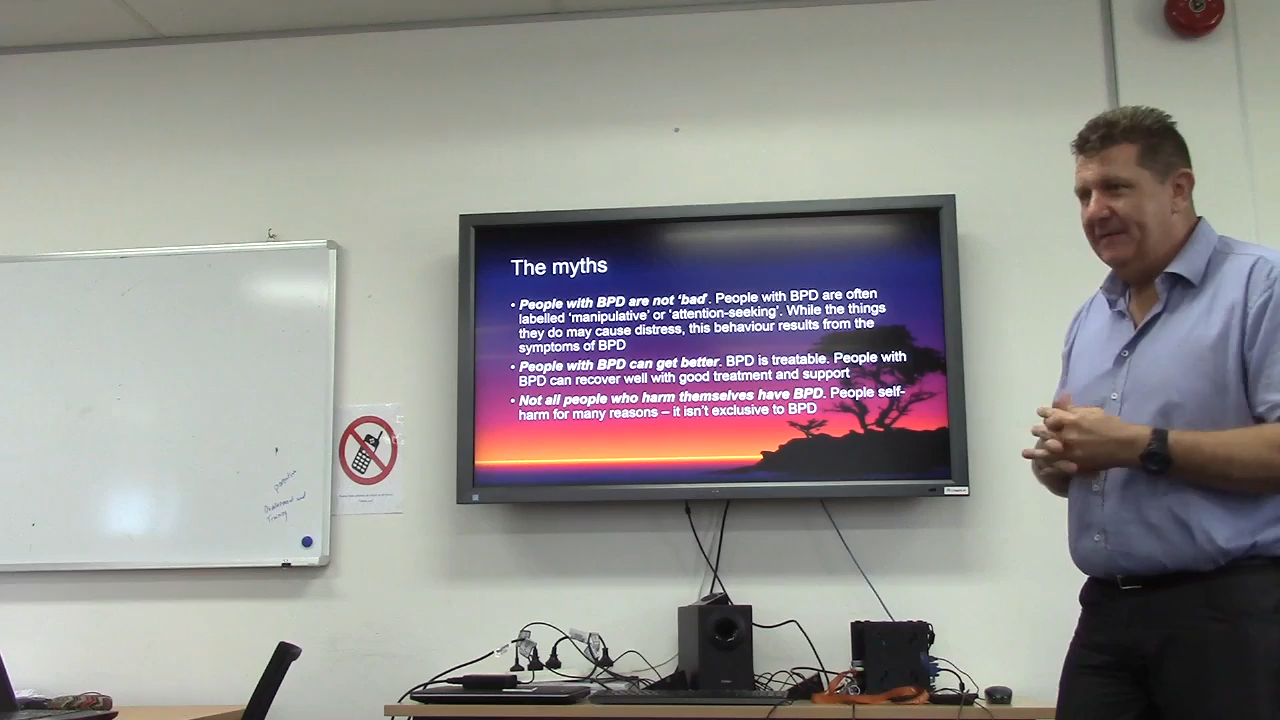 The myths
• People with BPD are not ‘bad’. People with BPD are often
labelled ‘manipulative’ or ‘attention-seeking’. While the things
they do may cause distress, this behaviour results from the
symptoms of BPD
• People with BPD can get better. BPD is treatable. People with
BPD can recover well with good treatment and support
• Not all people who harm themselves have BPD. People self-
harm for many reasons – it isn’t exclusive to BPD
Training